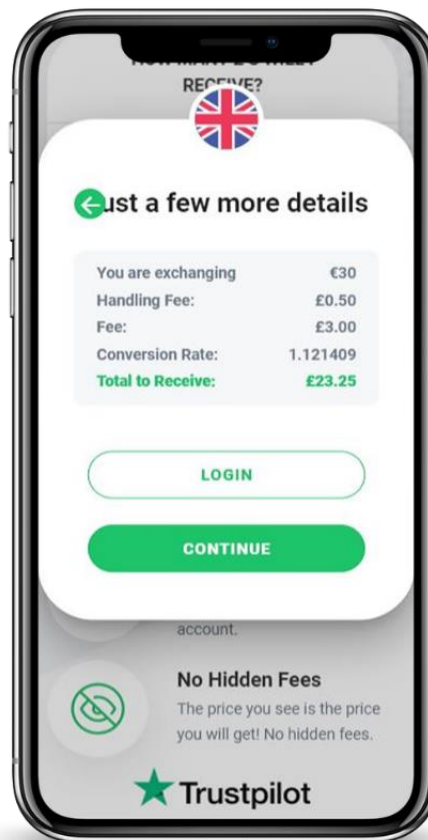 RECEIVE?
ust a few more details
You are exchanging €30
Handling Fee: £0.50
Fee: £3.00
Conversion Rate: 1.121409
Total to Receive: £23.25
LOGIN
CONTINUE
account.
No Hidden Fees
The price you see is the price
you will get! No hidden fees.
Trustpilot